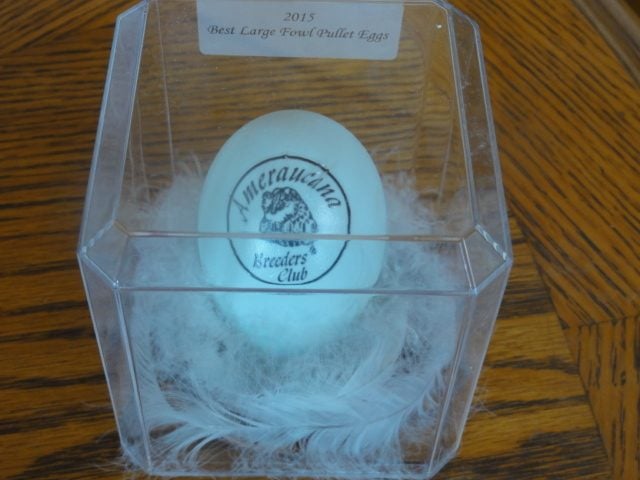 2015
Best Large Fowl Pullet Eggs
Ameraucana
Breeders'
Club